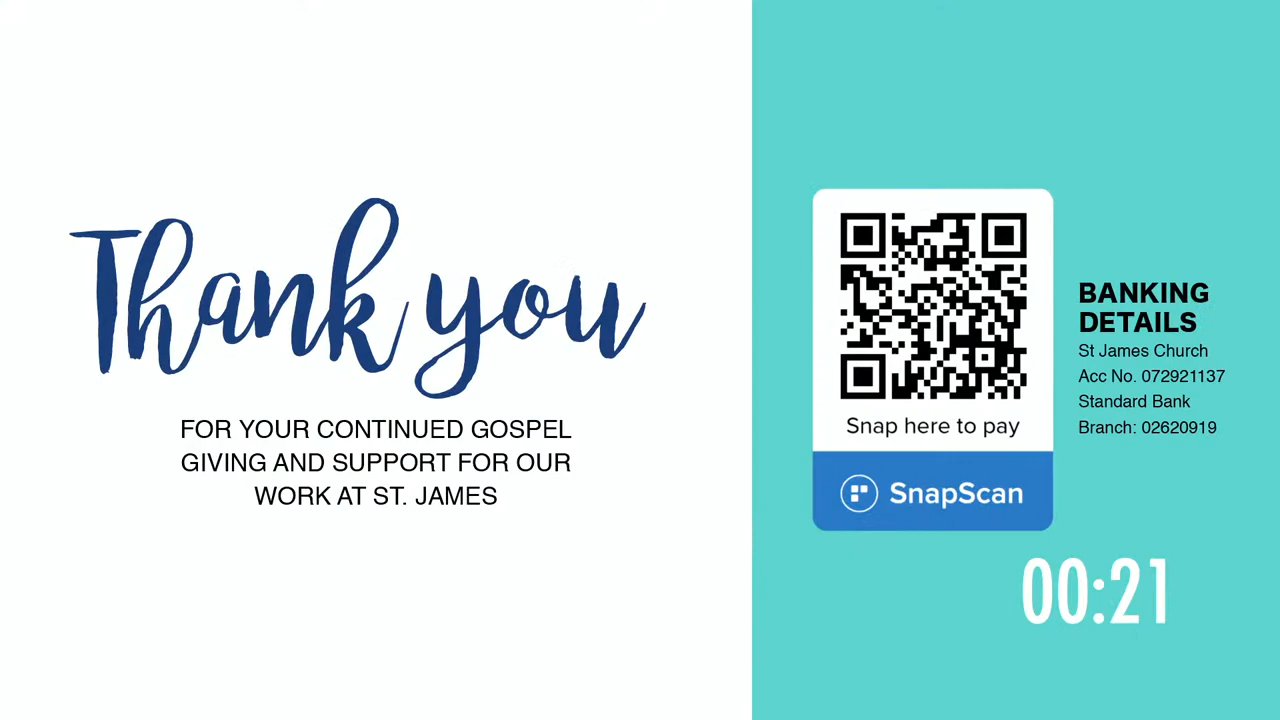 Thank you
FOR YOUR CONTINUED GOSPEL
GIVING AND SUPPORT FOR OUR
WORK AT ST. JAMES
Snap here to pay
SnapScan
BANKING
DETAILS
St James Church
Acc No. 072921137
Standard Bank
Branch: 02620919
00:21